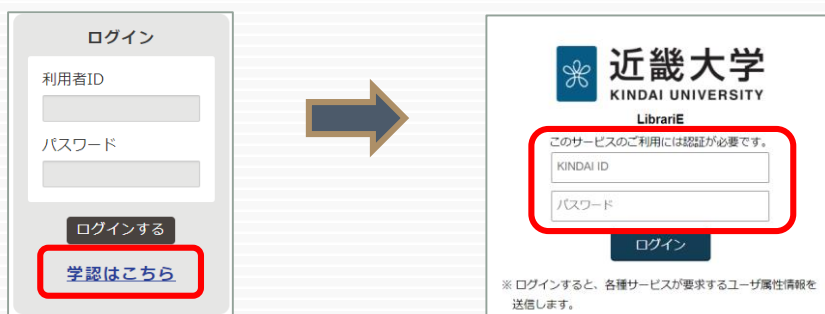 ログイン
利用者ID
パスワード
ログインする
学認はこちら
近畿大学
KINDAI UNIVERSITY
LibrariE
このサービスのご利用には認証が必要です。
KINDAI ID
パスワード
ログイン
※ ログインすると、各種サービスが要求するユーザ属性情報を
送信します。